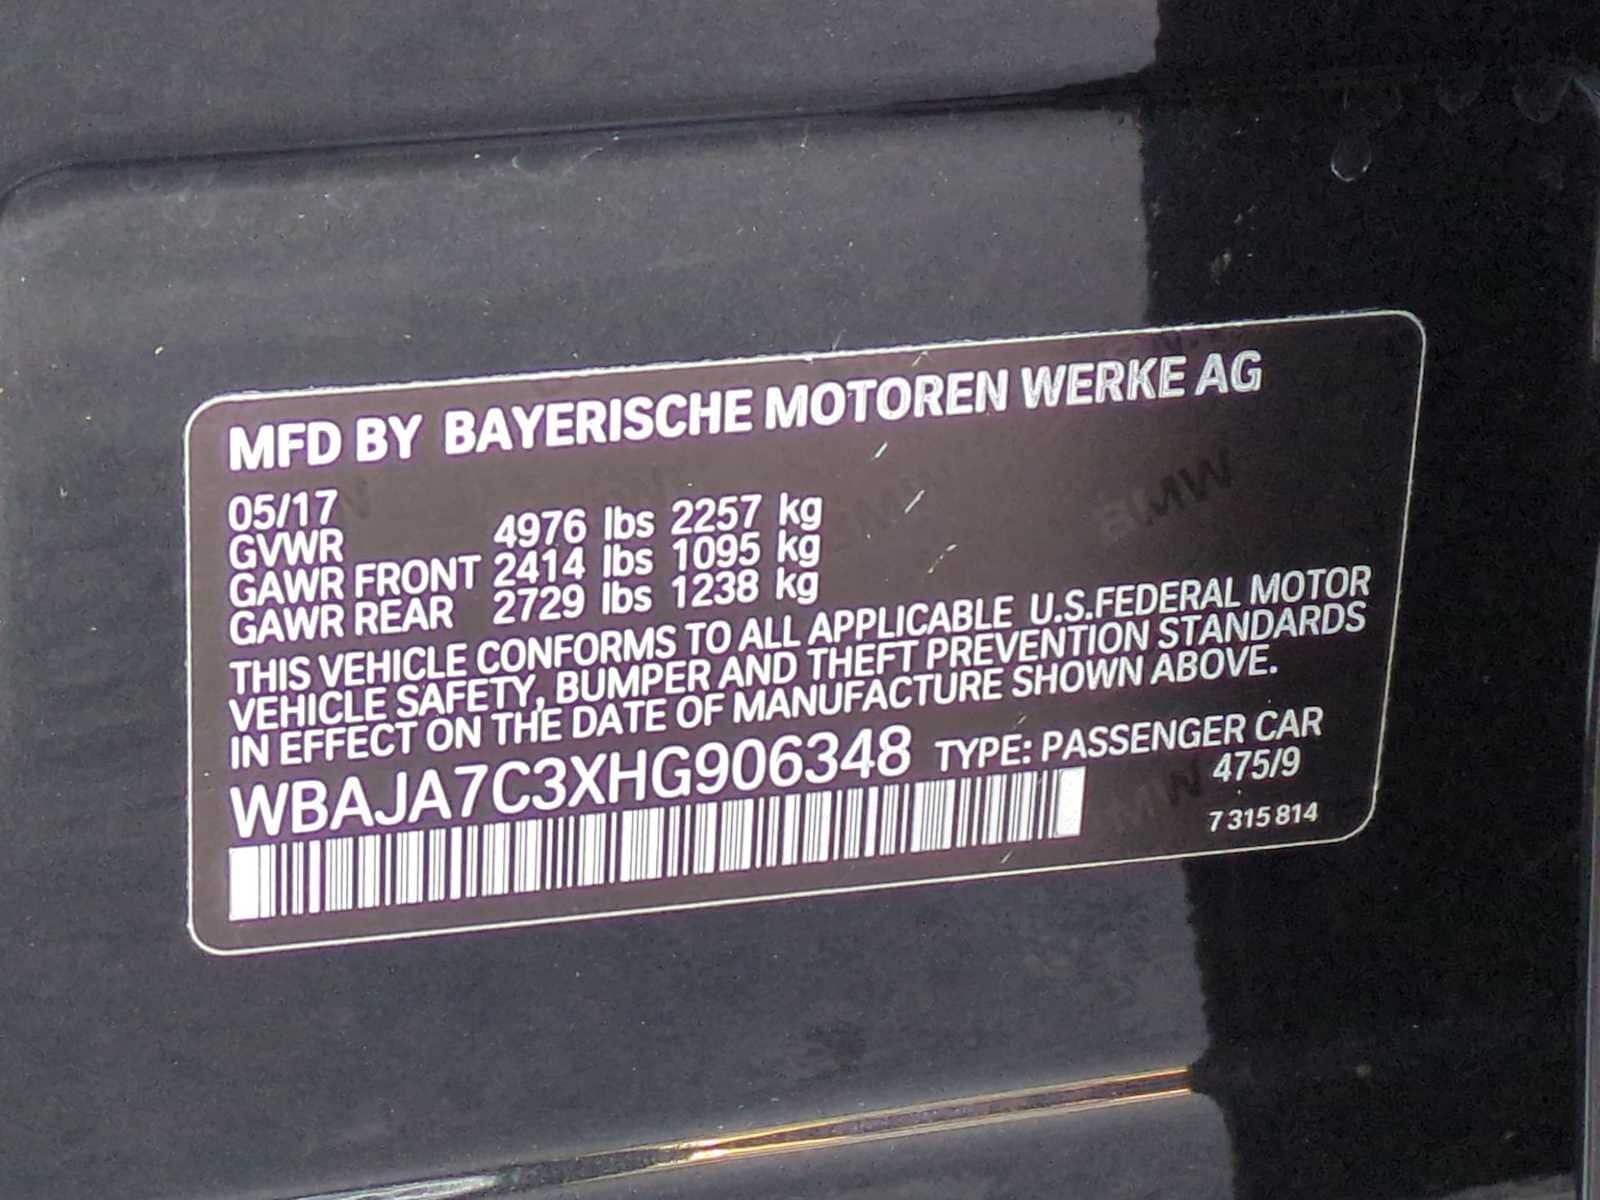 MFD BY BAYERISCHE MOTOREN WERKE AG
05/17
GVWR 4976 lbs 2257 kg
GAWR FRONT 2414 lbs 1095 kg
GAWR REAR 2729 lbs 1238 kg
THIS VEHICLE CONFORMS TO ALL APPLICABLE U.S.FEDERAL MOTOR
VEHICLE SAFETY, BUMPER AND THEFT PREVENTION STANDARDS
IN EFFECT ON THE DATE OF MANUFACTURE SHOWN ABOVE.
WBAJA7C3XHG906348 TYPE: PASSENGER CAR
475/9
7 315 814
BMW